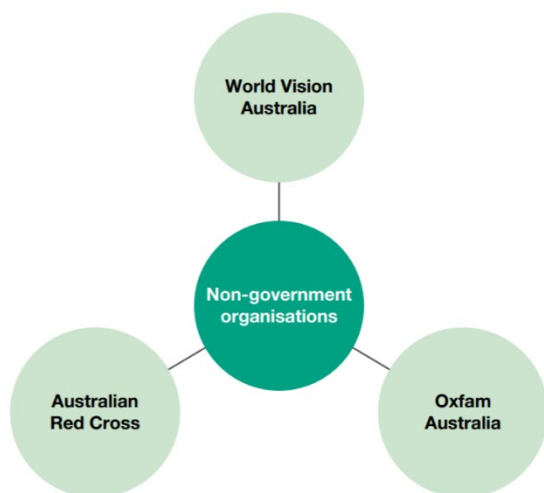 World Vision
Australia
Non-government
organisations
Australian
Red Cross
Oxfam
Australia